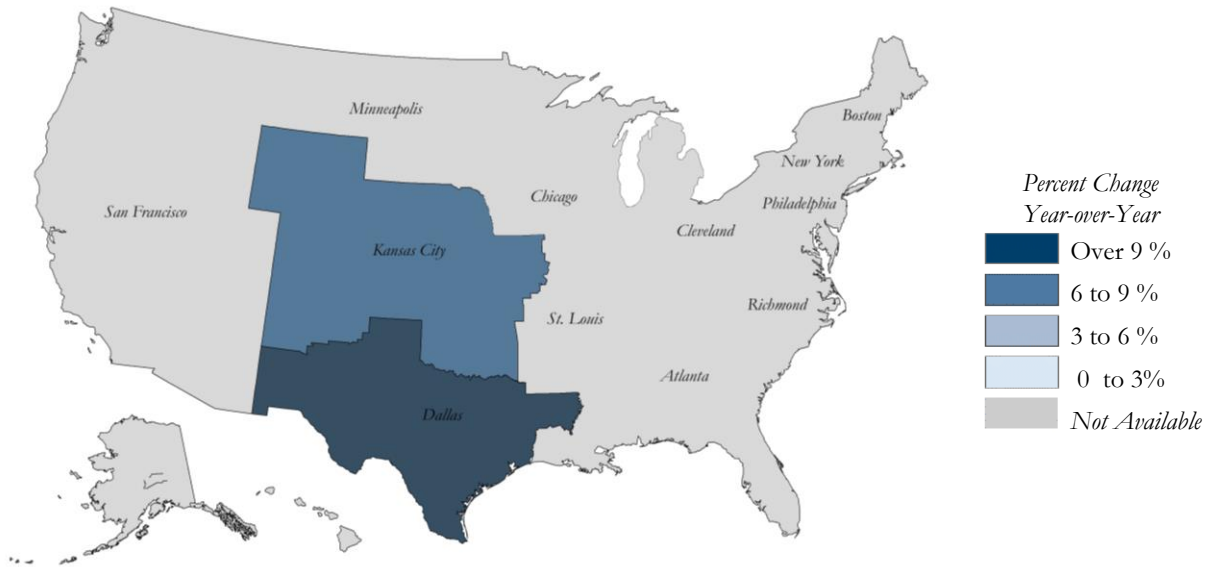 Minneapolis
Boston
New York
Chicago
Philadelphia
San Francisco
Cleveland
Kansas City
Richmond
St. Louis
Atlanta
Dallas
Percent Change
Year-over-Year
Over 9 %
6 to 9 %
3 to 6 %
0 to 3%
Not Available